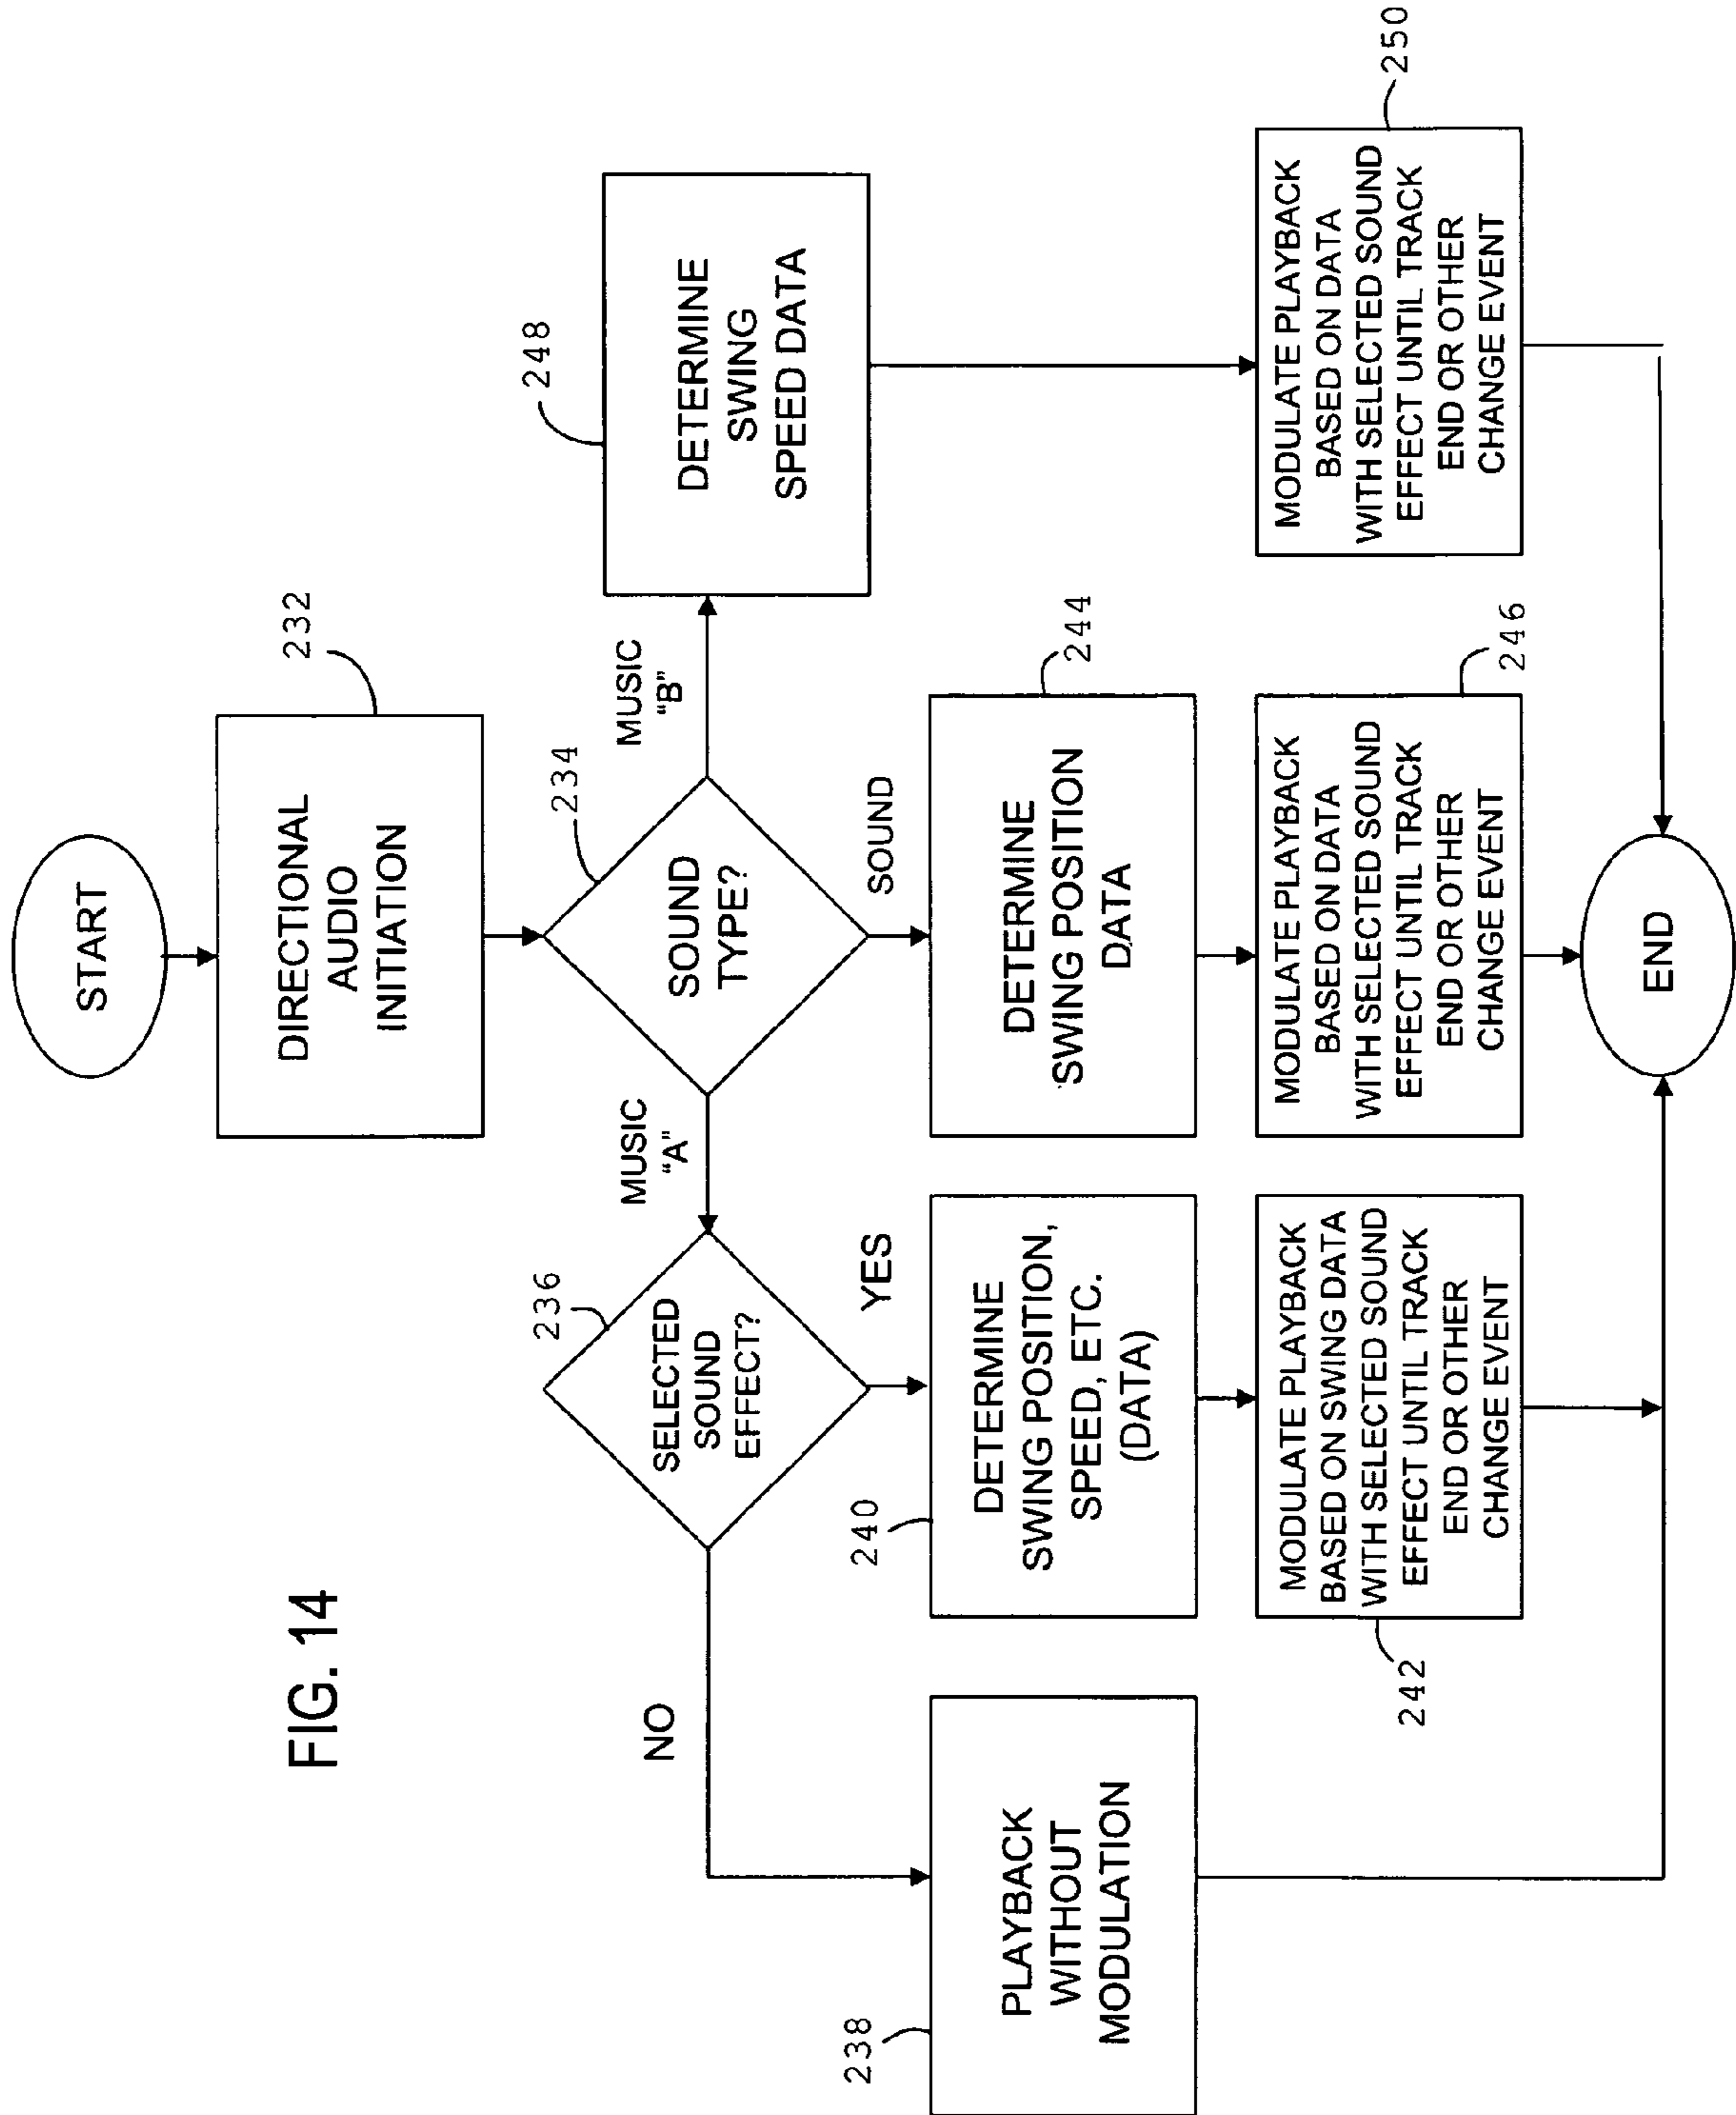 FIG. 14
START
DIRECTIONAL
AUDIO
INITIATION
232
SOUND
TYPE?
234
MUSIC
"A"
MUSIC
"B"
SOUND
SELECTED
SOUND
EFFECT?
236
NO
YES
DETERMINE
SWING
SPEED DATA
248
PLAYBACK
WITHOUT
MODULATION
238
DETERMINE
SWING POSITION,
SPEED, ETC.
(DATA)
240
DETERMINE
SWING POSITION
DATA
244
MODULATE PLAYBACK
BASED ON SWING DATA
WITH SELECTED SOUND
EFFECT UNTIL TRACK
END OR OTHER
CHANGE EVENT
242
MODULATE PLAYBACK
BASED ON DATA
WITH SELECTED SOUND
EFFECT UNTIL TRACK
END OR OTHER
CHANGE EVENT
246
MODULATE PLAYBACK
BASED ON DATA
WITH SELECTED SOUND
EFFECT UNTIL TRACK
END OR OTHER
CHANGE EVENT
250
END